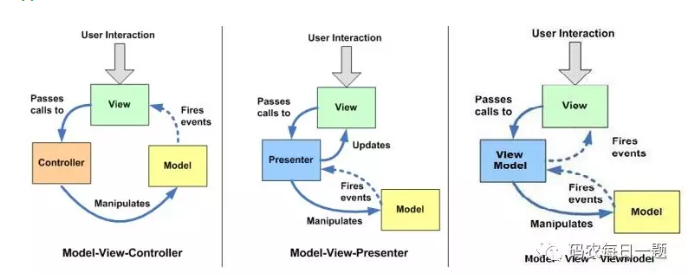 User Interaction
Passes
calls to
View
Fires
events
Controller
Model
Manipulates
Model-View-Controller
User Interaction
Passes
calls to
View
Updates
Presenter
Fires
events
Model
Manipulates
Model-View-Presenter
User Interaction
Passes
calls to
View
Fires
events
View
Model
Fires
events
Model
Manipulates
码农每日一题
Model - View - Viewmodel